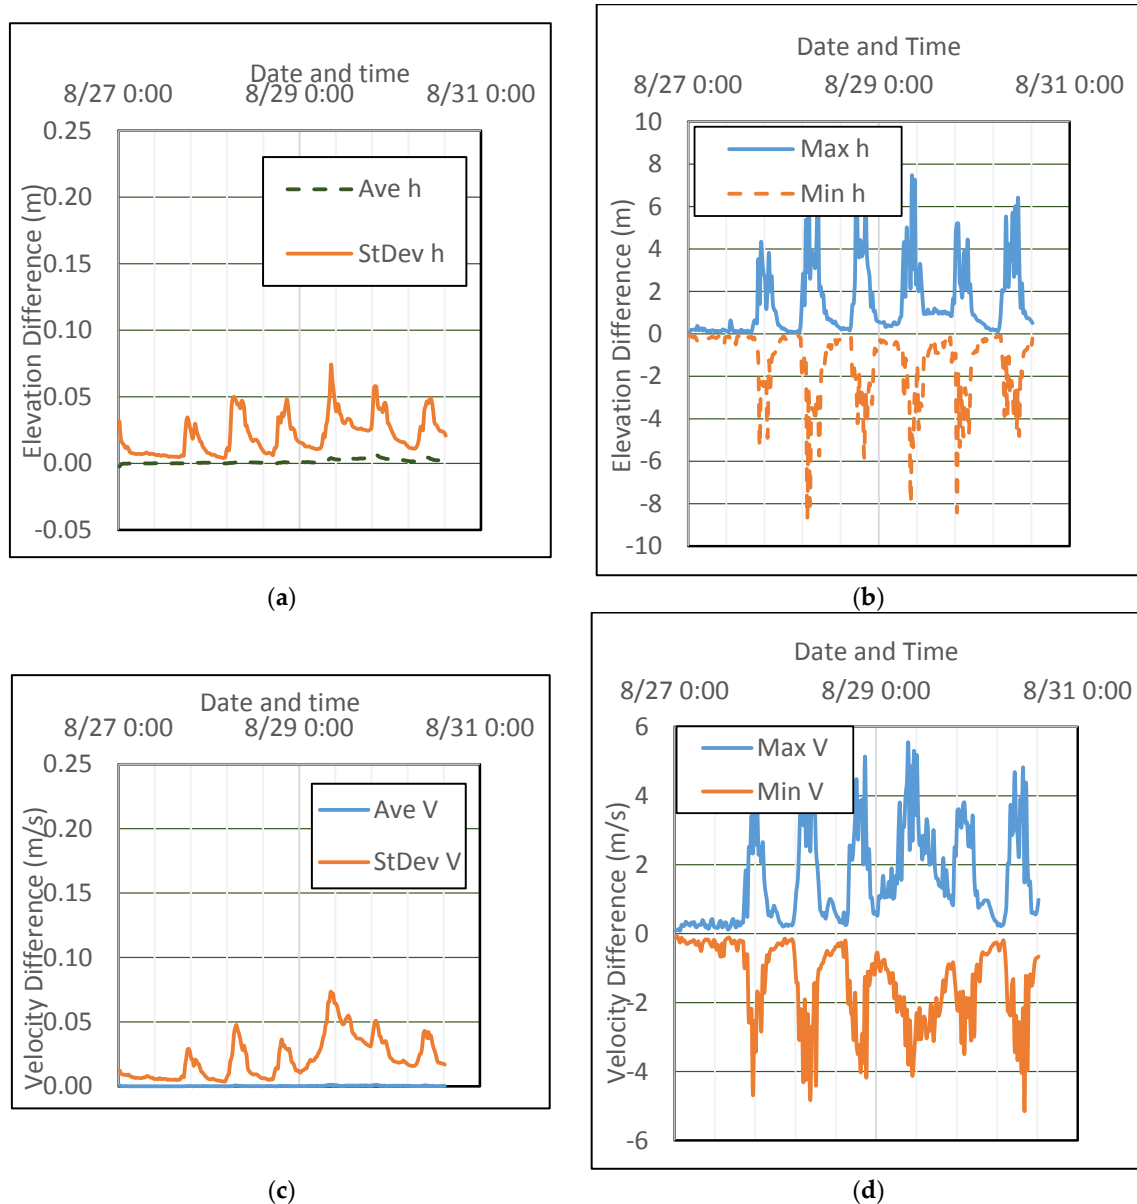 Date and time
8/27 0:00 8/29 0:00 8/31 0:00
0.25
0.20
0.15
0.10
0.05
0.00
-0.05
Elevation Difference (m)
Ave h
StDev h
(a)
Date and Time
8/27 0:00 8/29 0:00 8/31 0:00
10
8
6
4
2
0
-2
-4
-6
-8
-10
Elevation Difference (m)
Max h
Min h
(b)
Date and time
8/27 0:00 8/29 0:00 8/31 0:00
0.25
0.20
0.15
0.10
0.05
0.00
Velocity Difference (m/s)
Ave V
StDev V
(c)
Date and Time
8/27 0:00 8/29 0:00 8/31 0:00
6
4
2
0
-2
-4
-6
Velocity Difference (m/s)
Max V
Min V
(d)